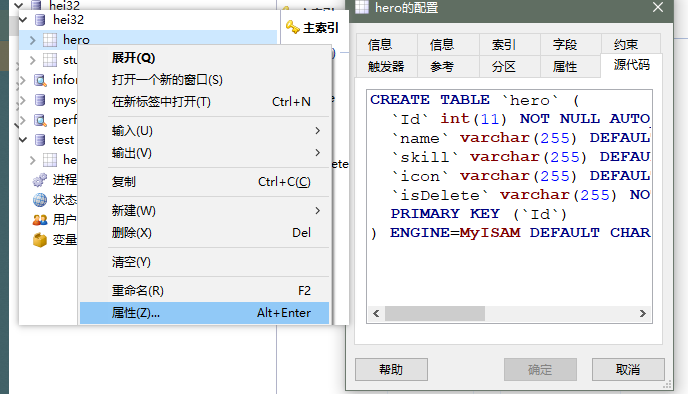 hei32
hei32
hero
stu
infor
mys
perf
test
he
进程
状态
用户
变量
主索引
展开(Q)
打开一个新的窗口(S)
在新标签中打开(T) Ctrl+N
输入(U)
输出(V)
复制 Ctrl+C(C)
新建(W)
删除(X) Del
清空(Y)
重命名(R) F2
属性(Z)... Alt+Enter
ete
hero的配置
信息 信息 索引 字段 约束
触发器 参考 分区 属性 源代码
CREATE TABLE `hero` (
`Id` int(11) NOT NULL AUTO_
`name` varchar(255) DEFAUL
`skill` varchar(255) DEFAU
`icon` varchar(255) DEFAUL
`isDelete` varchar(255) NO
PRIMARY KEY (`Id`)
) ENGINE=MyISAM DEFAULT CHAR
帮助 确定 取消